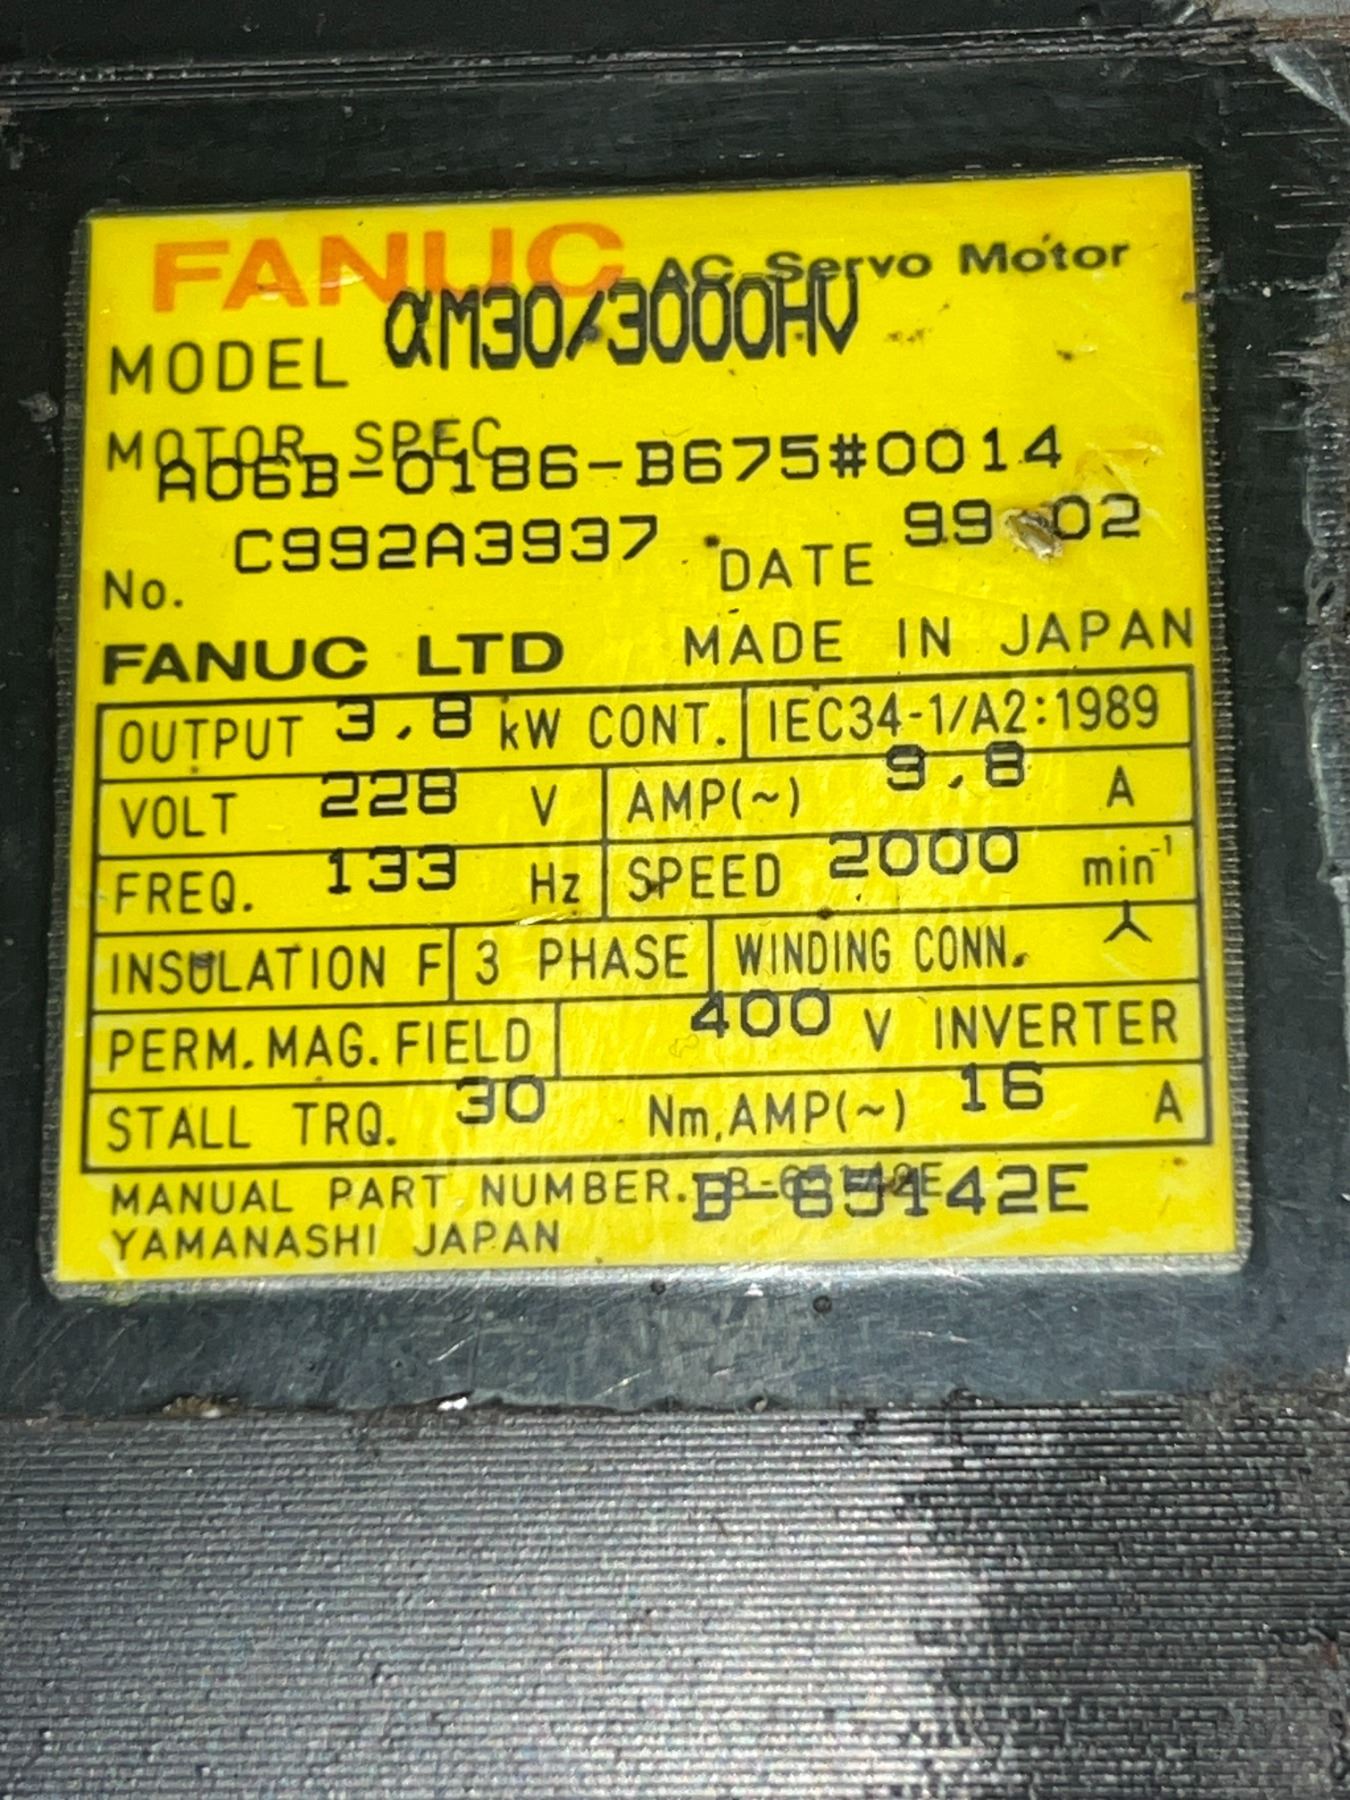 FANUC AC Servo Motor
MODEL αM30/3000HV
MOTOR SPEC
A06B-0186-B675#0014
No. C992A3937 DATE 99 02
FANUC LTD MADE IN JAPAN
OUTPUT 3.8 kW CONT. IEC34-1/A2:1989
VOLT 228 V AMP(~) 9.8 A
FREQ. 133 Hz SPEED 2000 min⁻¹
INSULATION F 3 PHASE WINDING CONN.
PERM.MAG.FIELD 400 V INVERTER
STALL TRQ. 30 Nm,AMP(~) 16 A
MANUAL PART NUMBER. B-65142E
YAMANASHI JAPAN